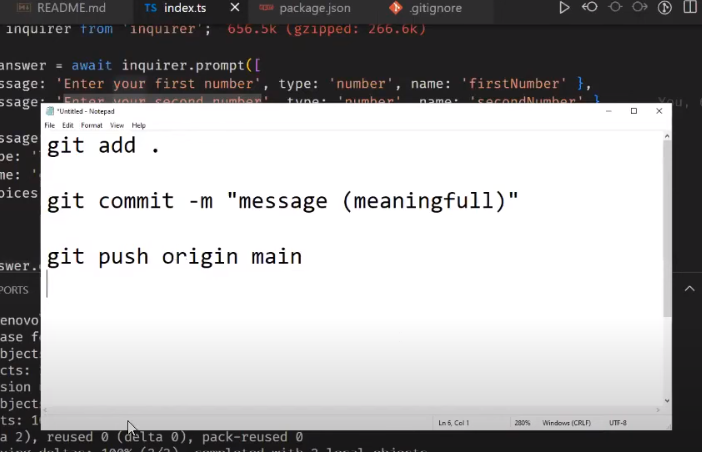 README.md
TS index.ts
package.json
.gitignore
inquirer from 'inquirer'; 656.5k (gzipped: 266.6k)
answer = await inquirer.prompt([
ssage: 'Enter your first number', type: 'number', name: 'firstNumber' },
ssage: 'Enter your second number', type: 'number', name: 'secondNumber' }, You,
*Untitled - Notepad
File Edit Format View Help
git add .
git commit -m "message (meaningfull)"
git push origin main
ssage
pe: '
me: '
oices
swer.
PORTS
enovo
ase fo
bject
cts:
sion
bject
ts: 1
Ln 6, Col 1 280% Windows (CRLF) UTF-8
a 2), reused 0 (delta 0), pack-reused 0